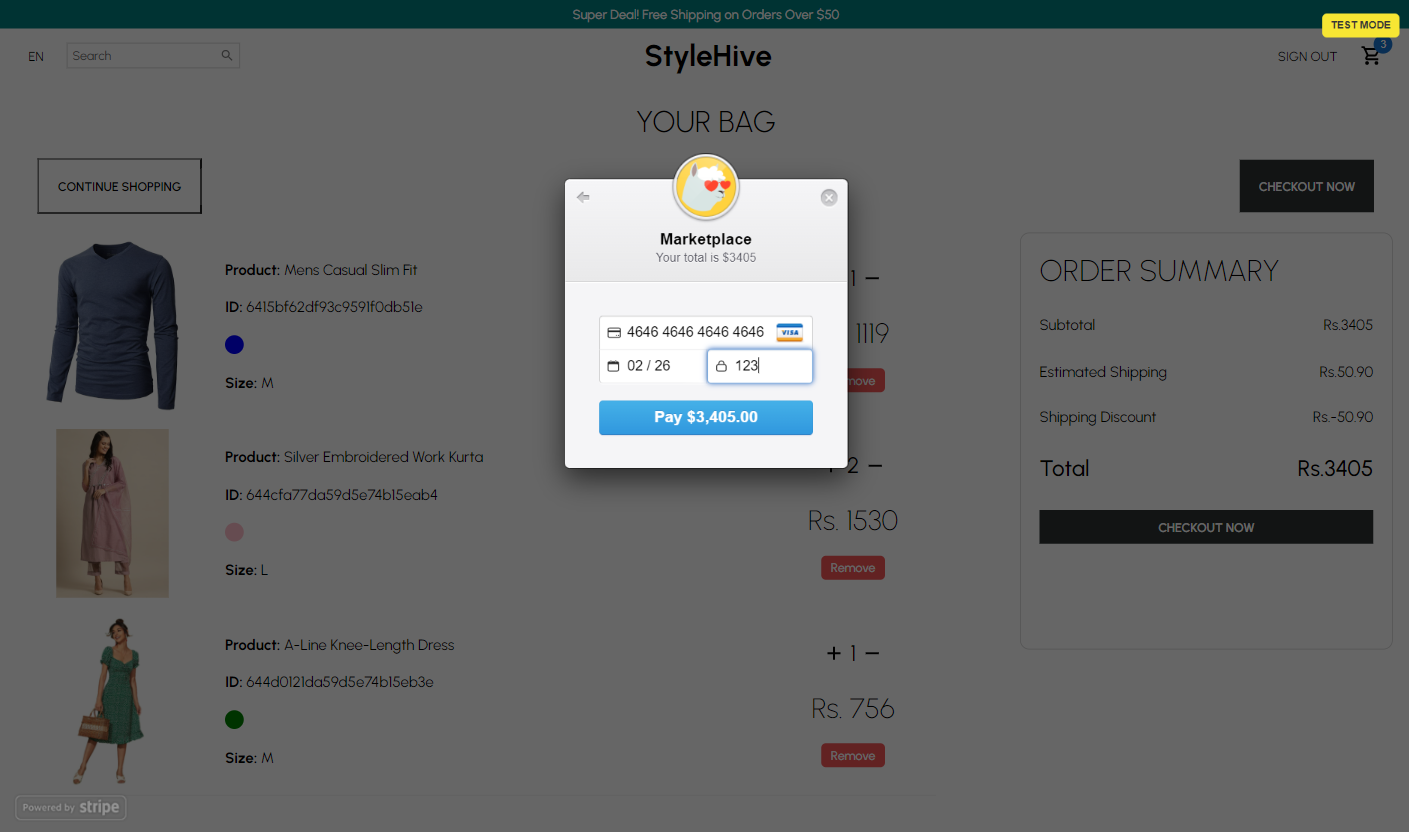 Super Deal! Free Shipping on Orders Over $50
TEST MODE
EN
Search
StyleHive
SIGN OUT
3
YOUR BAG
CONTINUE SHOPPING
CHECKOUT NOW
Marketplace
Your total is $3405
4646 4646 4646 4646
VISA
02 / 26
123
Pay $3,405.00
Product: Mens Casual Slim Fit
ID: 6415bf62df93c9591f0db51e
Size: M
1 −
1119
move
Product: Silver Embroidered Work Kurta
ID: 644cfa77da59d5e74b15eab4
Size: L
+ 2 −
Rs. 1530
Remove
Product: A-Line Knee-Length Dress
ID: 644d0121da59d5e74b15eb3e
Size: M
+ 1 −
Rs. 756
Remove
ORDER SUMMARY
Subtotal Rs.3405
Estimated Shipping Rs.50.90
Shipping Discount Rs.-50.90
Total Rs.3405
CHECKOUT NOW
Powered by stripe